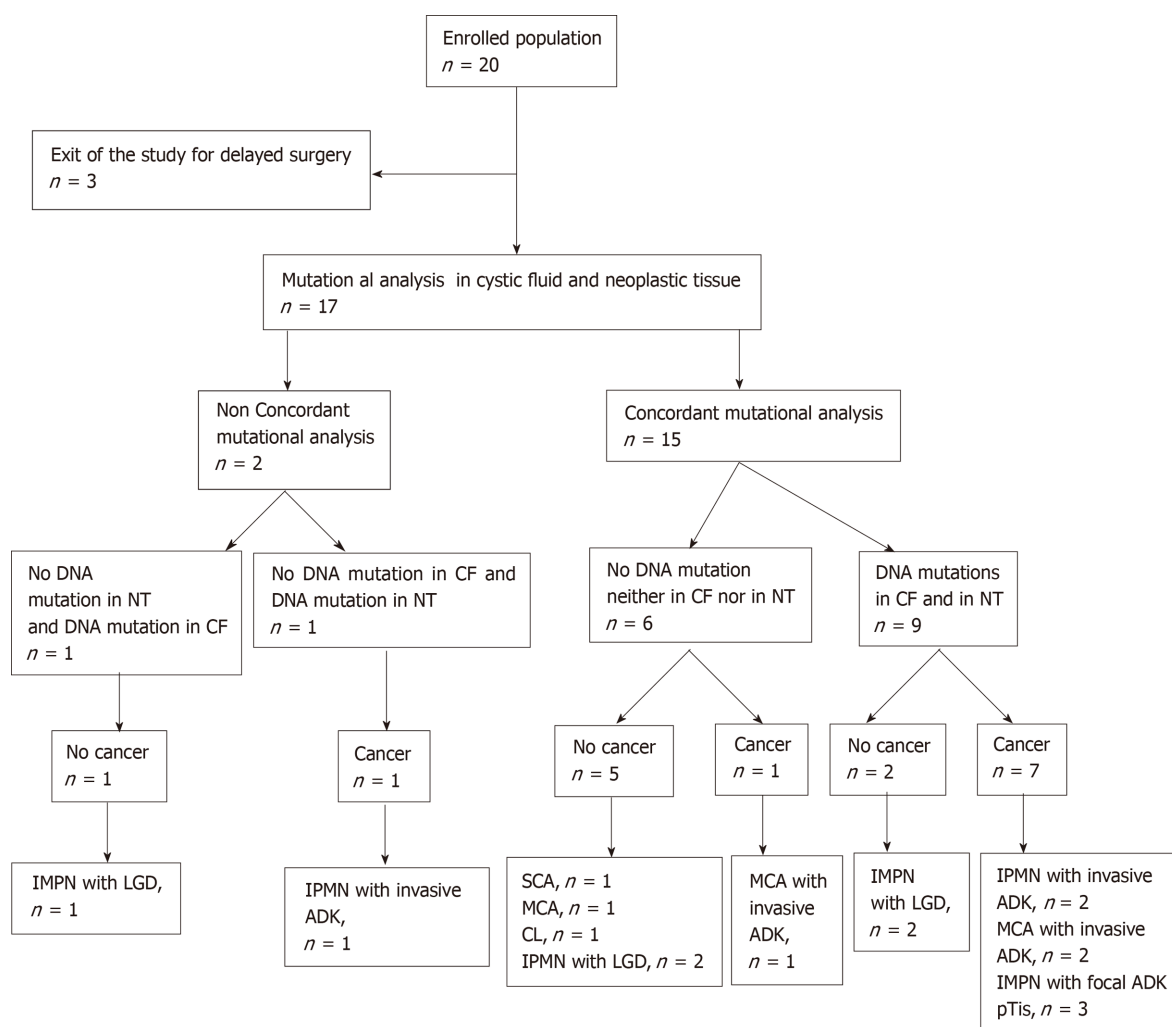 Enrolled population
n = 20
Exit of the study for delayed surgery
n = 3
Mutation al analysis in cystic fluid and neoplastic tissue
n = 17
Non Concordant
mutational analysis
n = 2
Concordant mutational analysis
n = 15
No DNA
mutation in NT
and DNA mutation in CF
n = 1
No DNA mutation in CF and
DNA mutation in NT
n = 1
No DNA mutation
neither in CF nor in NT
n = 6
DNA mutations
in CF and in NT
n = 9
No cancer
n = 1
Cancer
n = 1
No cancer
n = 5
Cancer
n = 1
No cancer
n = 2
Cancer
n = 7
IMPN with LGD,
n = 1
IPMN with invasive
ADK,
n = 1
SCA, n = 1
MCA, n = 1
CL, n = 1
IPMN with LGD, n = 2
MCA with
invasive
ADK,
n = 1
IMPN
with LGD,
n = 2
IPMN with invasive
ADK, n = 2
MCA with invasive
ADK, n = 2
IMPN with focal ADK
pTis, n = 3